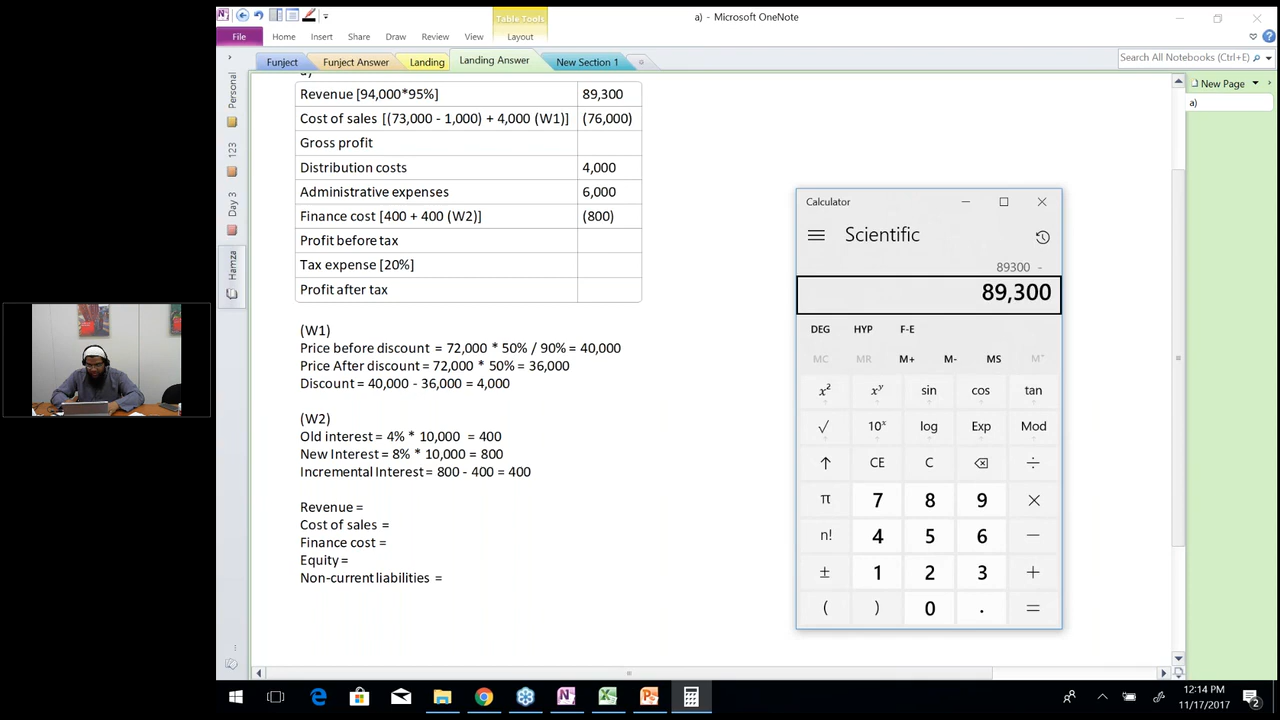 a) - Microsoft OneNote
Table Tools
File Home Insert Share Draw Review View Layout
Funject Funject Answer Landing Landing Answer New Section 1
Search All Notebooks (Ctrl+E)
New Page
a)
Personal
123
Day 3
Hamza
Revenue [94,000*95%] 89,300
Cost of sales [(73,000 - 1,000) + 4,000 (W1)] (76,000)
Gross profit
Distribution costs 4,000
Administrative expenses 6,000
Finance cost [400 + 400 (W2)] (800)
Profit before tax
Tax expense [20%]
Profit after tax
(W1)
Price before discount = 72,000 * 50% / 90% = 40,000
Price After discount = 72,000 * 50% = 36,000
Discount = 40,000 - 36,000 = 4,000
(W2)
Old interest = 4% * 10,000 = 400
New Interest = 8% * 10,000 = 800
Incremental Interest = 800 - 400 = 400
Revenue =
Cost of sales =
Finance cost =
Equity =
Non-current liabilities =
Calculator
Scientific
89300 -
89,300
DEG HYP F-E
MC MR M+ M- MS M˅
x² xʸ sin cos tan
√ 10ˣ log Exp Mod
↑ CE C ⌫ ÷
π 7 8 9 ×
n! 4 5 6 −
± 1 2 3 +
( ) 0 . =
12:14 PM
11/17/2017
2